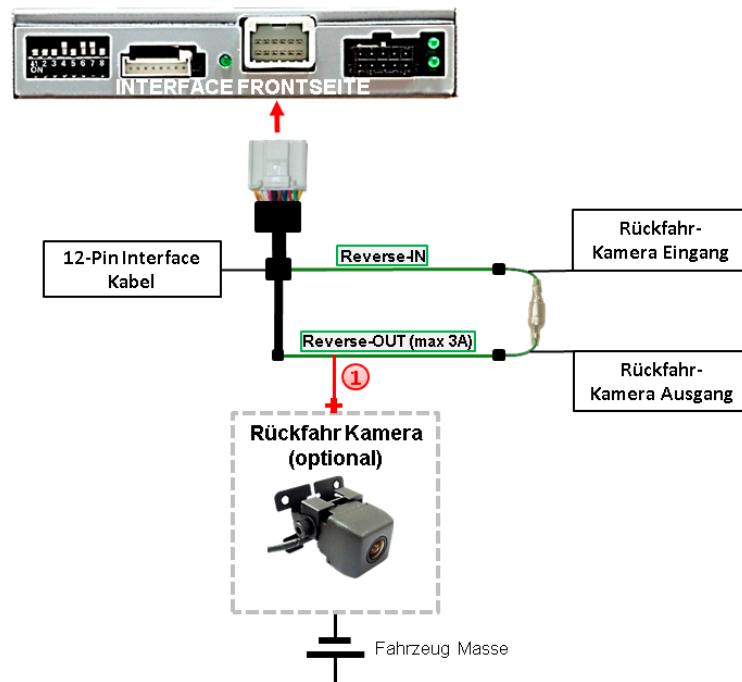 1 2 3 4 5 6 7 8
ON
INTERFACE FRONTSEITE
Rückfahr-
Kamera Eingang
12-Pin Interface
Kabel
Reverse-IN
Reverse-OUT (max 3A)
Rückfahr-
Kamera Ausgang
1
Rückfahr Kamera
(optional)
Fahrzeug Masse